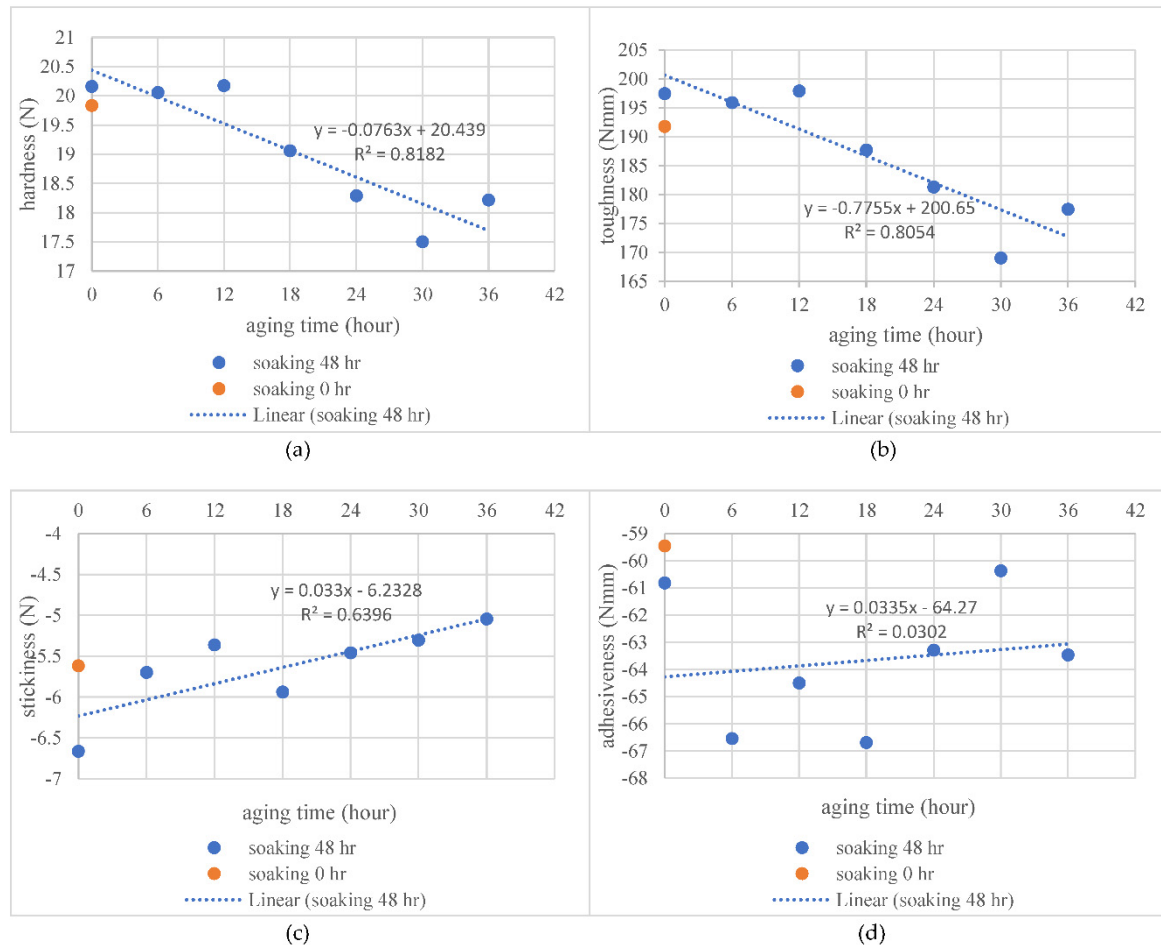 21
20.5
20
19.5
19
18.5
18
17.5
17
hardness (N)
y = -0.0763x + 20.439
R² = 0.8182
0 6 12 18 24 30 36 42
aging time (hour)
soaking 48 hr
soaking 0 hr
Linear (soaking 48 hr)
(a)
205
200
195
190
185
180
175
170
165
toughness (Nmm)
y = -0.7755x + 200.65
R² = 0.8054
0 6 12 18 24 30 36 42
aging time (hour)
soaking 48 hr
soaking 0 hr
Linear (soaking 48 hr)
(b)
0 6 12 18 24 30 36 42
-4
-4.5
-5
-5.5
-6
-6.5
-7
stickiness (N)
y = 0.033x - 6.2328
R² = 0.6396
aging time (hour)
soaking 48 hr
soaking 0 hr
Linear (soaking 48 hr)
(c)
0 6 12 18 24 30 36 42
-59
-60
-61
-62
-63
-64
-65
-66
-67
-68
adhesiveness (Nmm)
y = 0.0335x - 64.27
R² = 0.0302
aging time (hour)
soaking 48 hr
soaking 0 hr
Linear (soaking 48 hr)
(d)